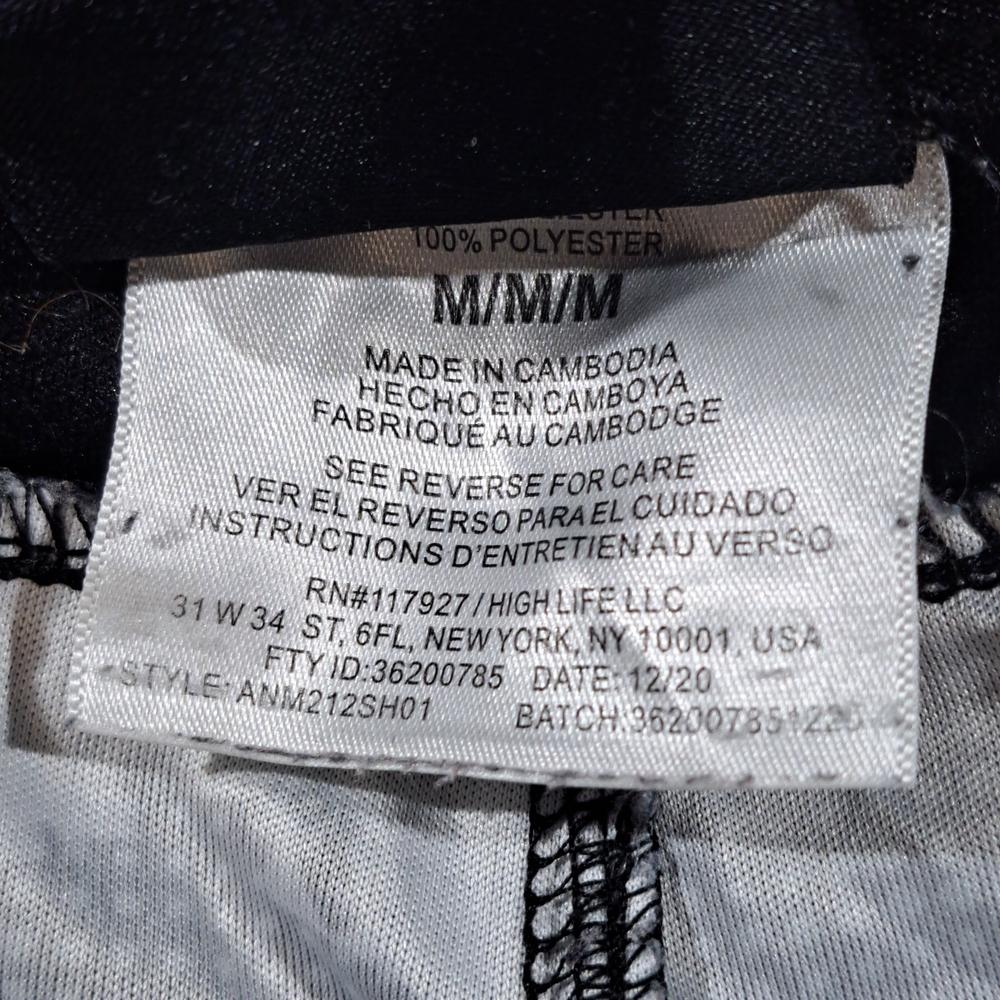 100% POLYESTER
M/M/M
MADE IN CAMBODIA
HECHO EN CAMBOYA
FABRIQUÉ AU CAMBODGE
SEE REVERSE FOR CARE
VER EL REVERSO PARA EL CUIDADO
INSTRUCTIONS D'ENTRETIEN AU VERSO
RN#117927 / HIGH LIFE LLC
31 W 34 ST, 6FL, NEW YORK, NY 10001, USA
FTY ID:36200785 DATE: 12/20
STYLE: ANM212SH01 BATCH: